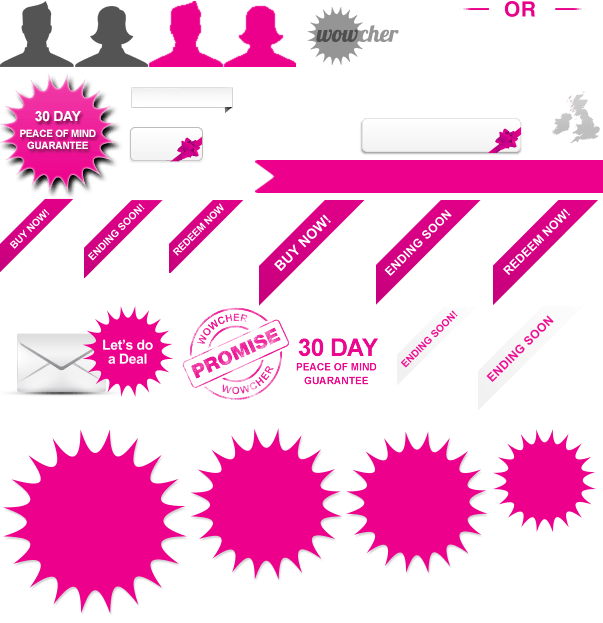 OR
wowcher
30 DAY
PEACE OF MIND
GUARANTEE
BUY NOW!
ENDING SOON!
REDEEM NOW
BUY NOW!
ENDING SOON
REDEEM NOW!
Let's do
a Deal
WOWCHER
PROMISE
WOWCHER
30 DAY
PEACE OF MIND
GUARANTEE
ENDING SOON!
ENDING SOON